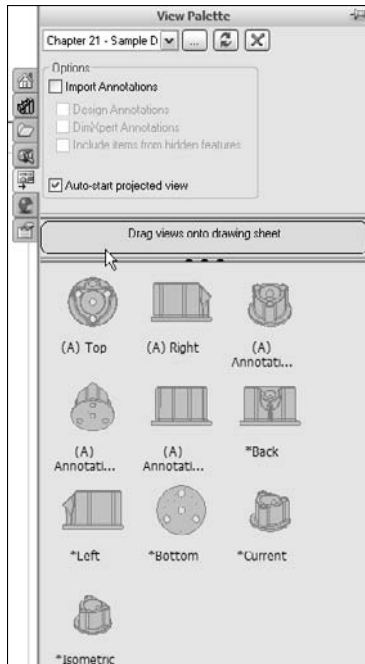 View Palette
Chapter 21 - Sample D
...
Options
Import Annotations
Design Annotations
DimXpert Annotations
Include items from hidden features
Auto-start projected view
Drag views onto drawing sheet
(A) Top (A) Right (A) Annotati...
(A) Annotati... (A) Annotati... *Back
*Left *Bottom *Current
*Isometric